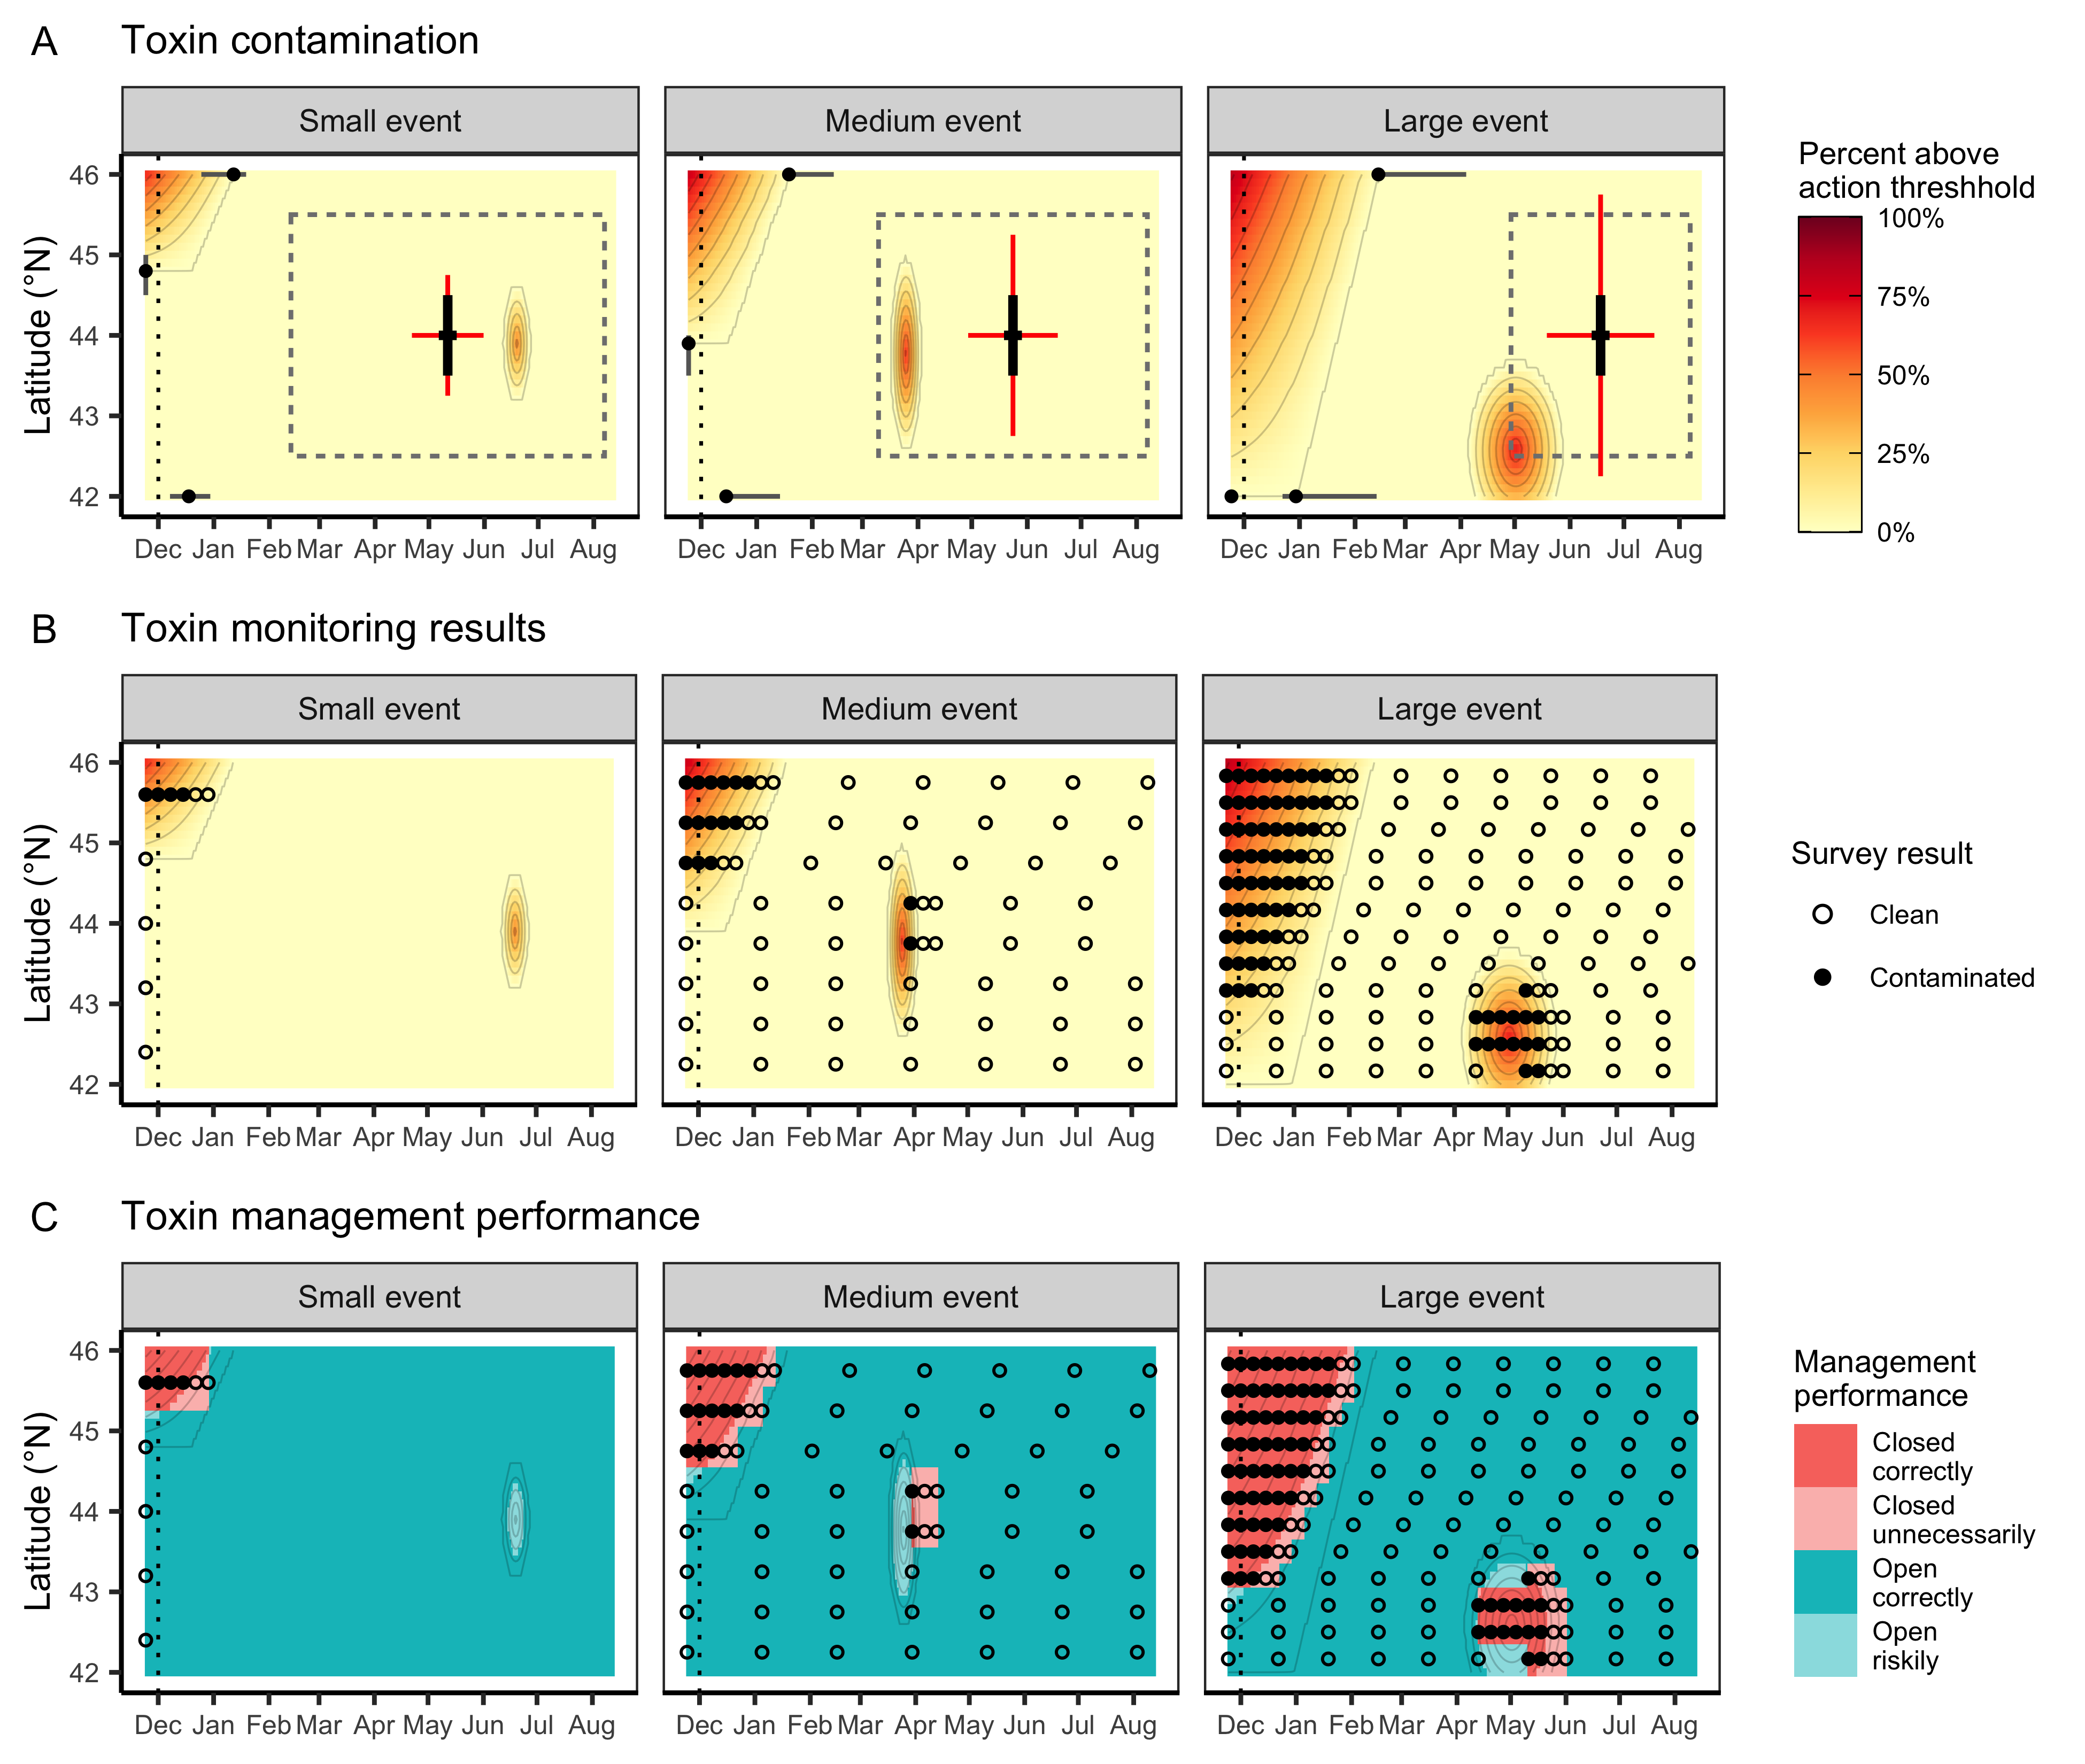 A Toxin contamination
Small event Medium event Large event
Latitude (°N)
46
45
44
43
42
Dec Jan Feb Mar Apr May Jun Jul Aug
Dec Jan Feb Mar Apr May Jun Jul Aug
Dec Jan Feb Mar Apr May Jun Jul Aug
Percent above
action threshhold
100%
75%
50%
25%
0%
B Toxin monitoring results
Small event Medium event Large event
Latitude (°N)
46
45
44
43
42
Dec Jan Feb Mar Apr May Jun Jul Aug
Dec Jan Feb Mar Apr May Jun Jul Aug
Dec Jan Feb Mar Apr May Jun Jul Aug
Survey result
Clean
Contaminated
C Toxin management performance
Small event Medium event Large event
Latitude (°N)
46
45
44
43
42
Dec Jan Feb Mar Apr May Jun Jul Aug
Dec Jan Feb Mar Apr May Jun Jul Aug
Dec Jan Feb Mar Apr May Jun Jul Aug
Management
performance
Closed
correctly
Closed
unnecessarily
Open
correctly
Open
riskily